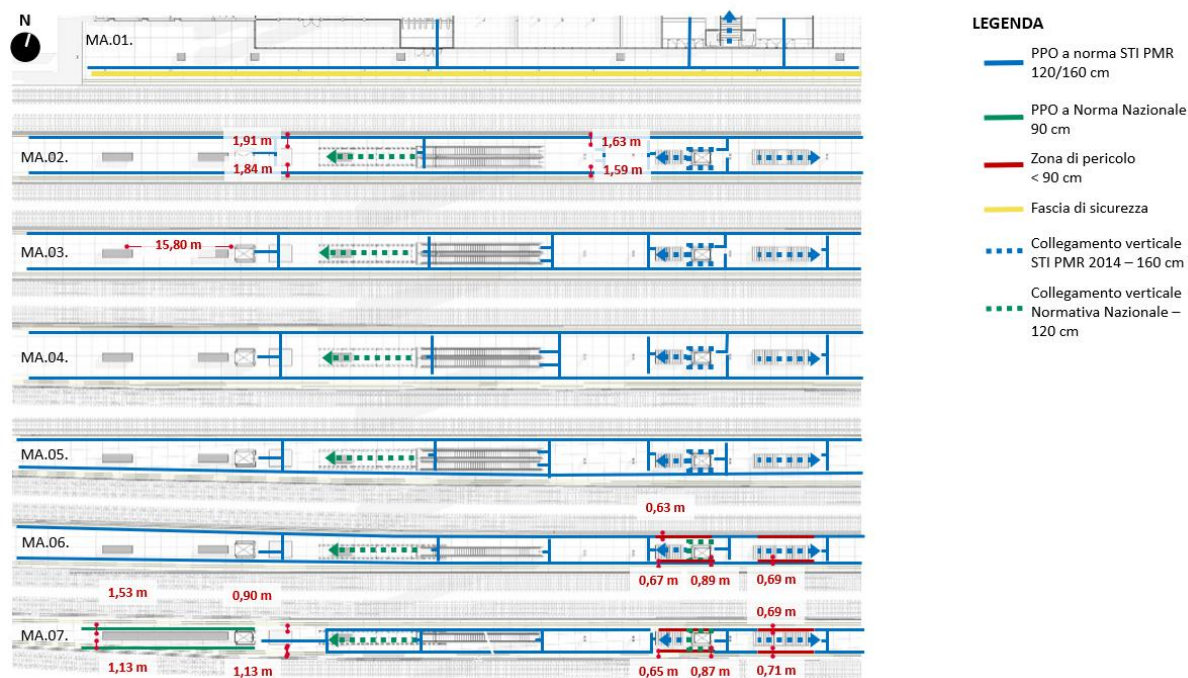 N
MA.01.
LEGENDA
PPO a norma STI PMR
120/160 cm
PPO a Norma Nazionale
90 cm
Zona di pericolo
< 90 cm
Fascia di sicurezza
Collegamento verticale
STI PMR 2014 – 160 cm
Collegamento verticale
Normativa Nazionale –
120 cm
1,91 m
1,63 m
MA.02.
1,84 m
1,59 m
15,80 m
MA.03.
MA.04.
MA.05.
0,63 m
MA.06.
0,67 m
0,89 m
0,69 m
1,53 m
0,90 m
0,69 m
MA.07.
1,13 m
1,13 m
0,65 m
0,87 m
0,71 m